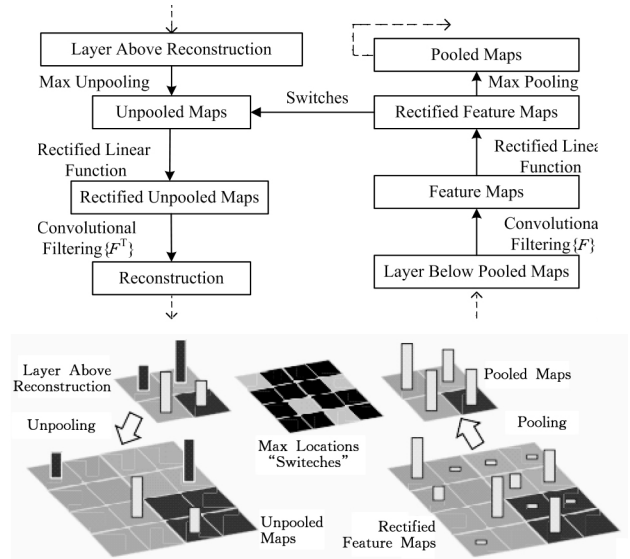 Layer Above Reconstruction
Max Unpooling
Unpooled Maps
Rectified Linear
Function
Rectified Unpooled Maps
Convolutional
Filtering{Fᵀ}
Reconstruction
Switches
Pooled Maps
Max Pooling
Rectified Feature Maps
Rectified Linea
Function
Feature Maps
Convolutiona
Filtering{F}
Layer Below Pooled Maps
Layer Above
Reconstruction
Unpooling
Unpooled
Maps
Max Locations
“Switeches”
Pooled Maps
Pooling
Rectified
Feature Maps